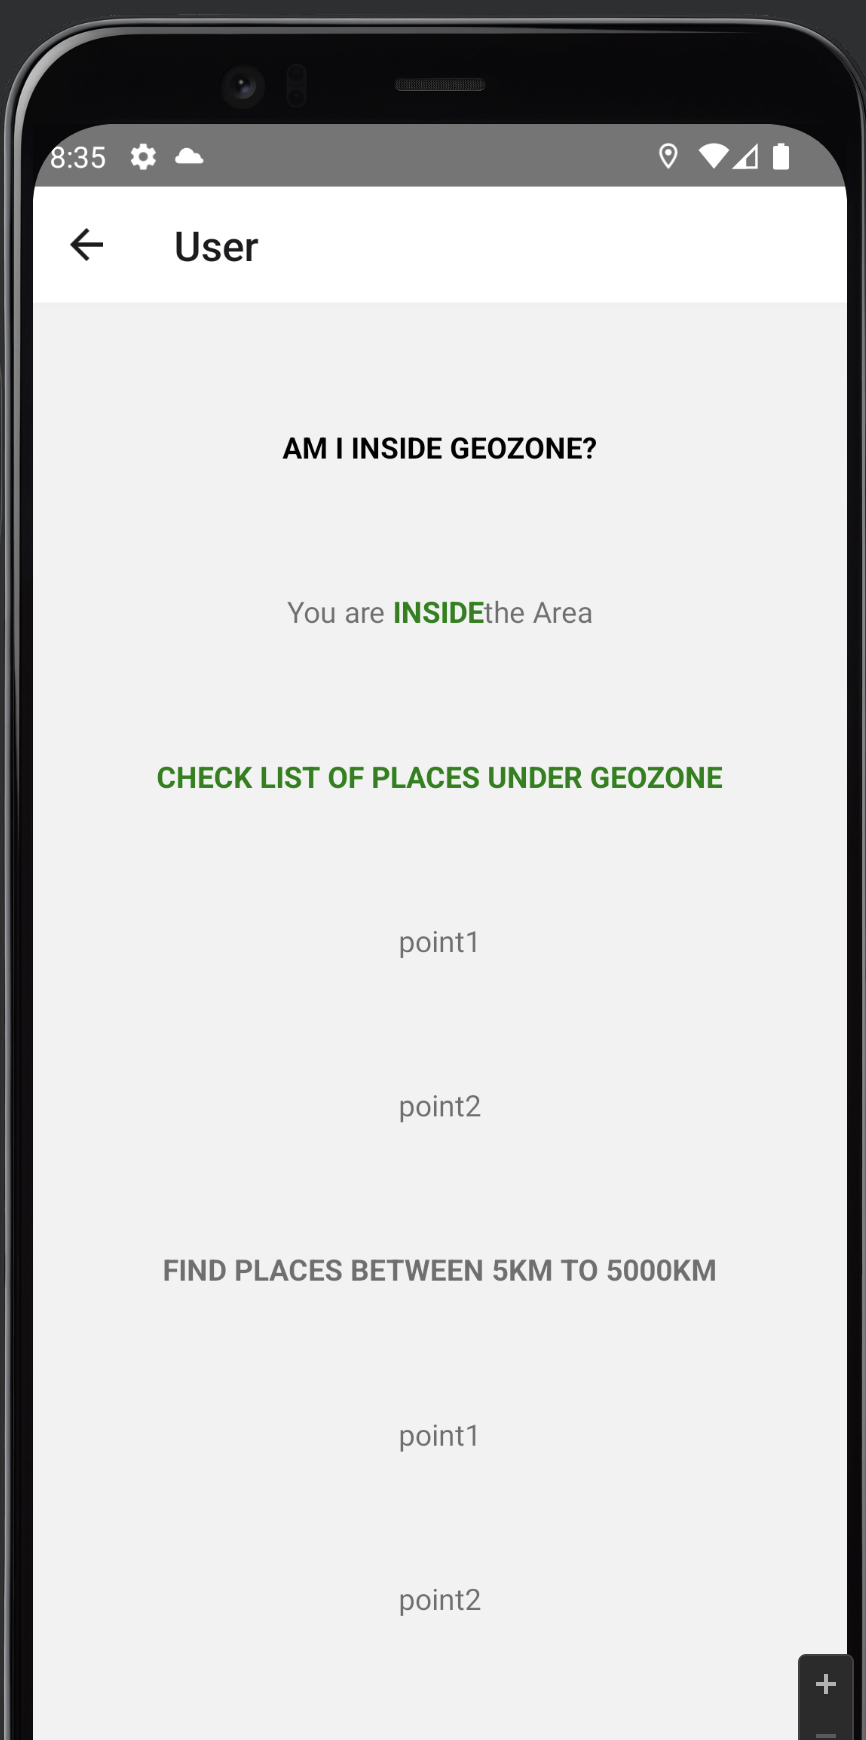 8:35
User
AM I INSIDE GEOZONE?
You are INSIDEthe Area
CHECK LIST OF PLACES UNDER GEOZONE
point1
point2
FIND PLACES BETWEEN 5KM TO 5000KM
point1
point2